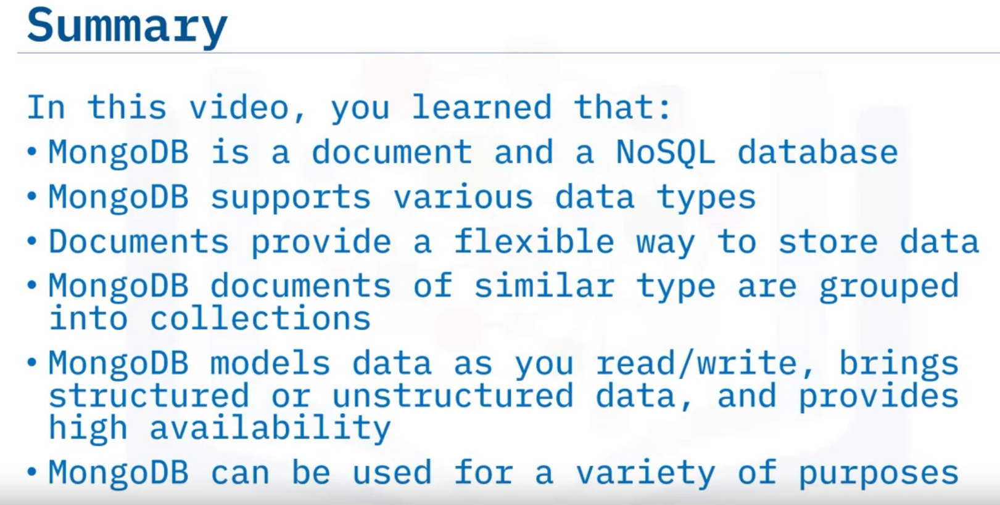 Summary
In this video, you learned that:
• MongoDB is a document and a NoSQL database
• MongoDB supports various data types
• Documents provide a flexible way to store data
• MongoDB documents of similar type are grouped
into collections
• MongoDB models data as you read/write, brings
structured or unstructured data, and provides
high availability
• MongoDB can be used for a variety of purposes